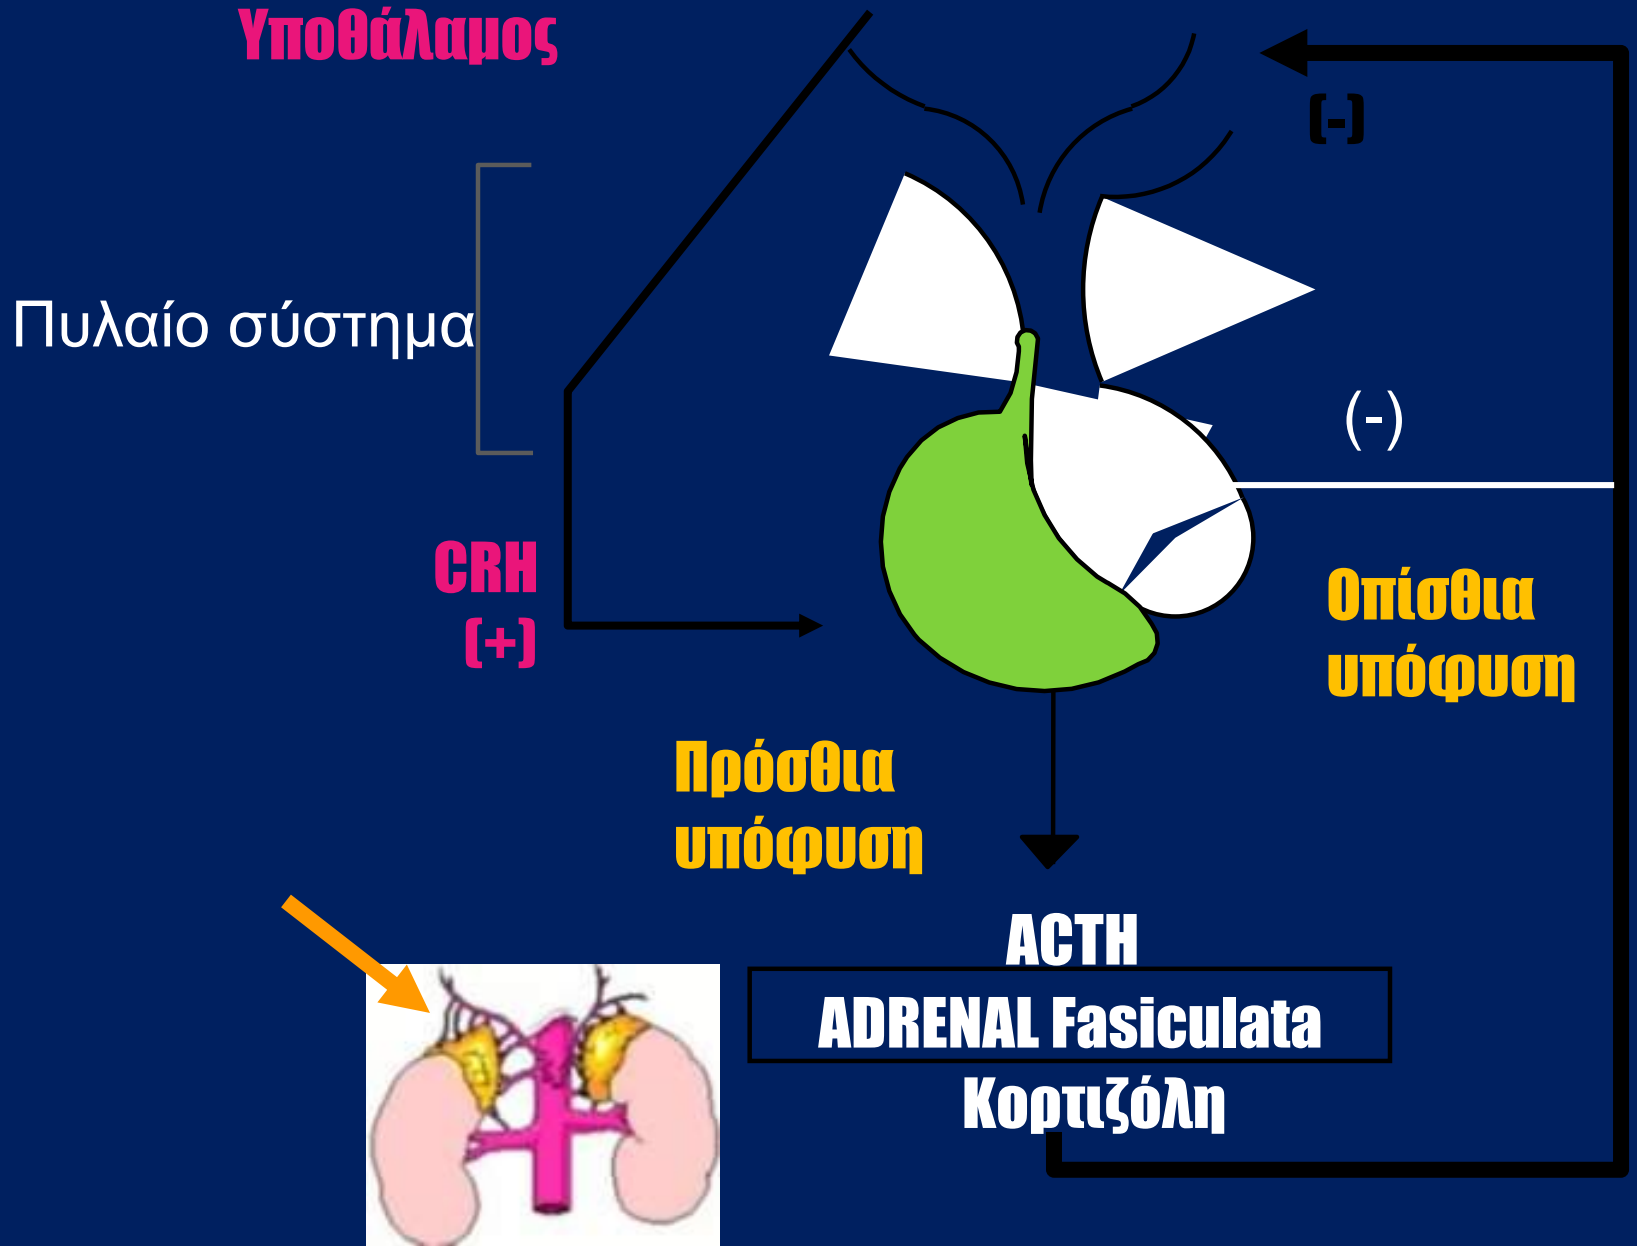 Υποθάλαμος
(-)
Πυλαίο σύστημα
(-)
CRH
(+)
Οπίσθια
υπόφυση
Πρόσθια
υπόφυση
ACTH
ADRENAL Fasiculata
Κορτιζόλη